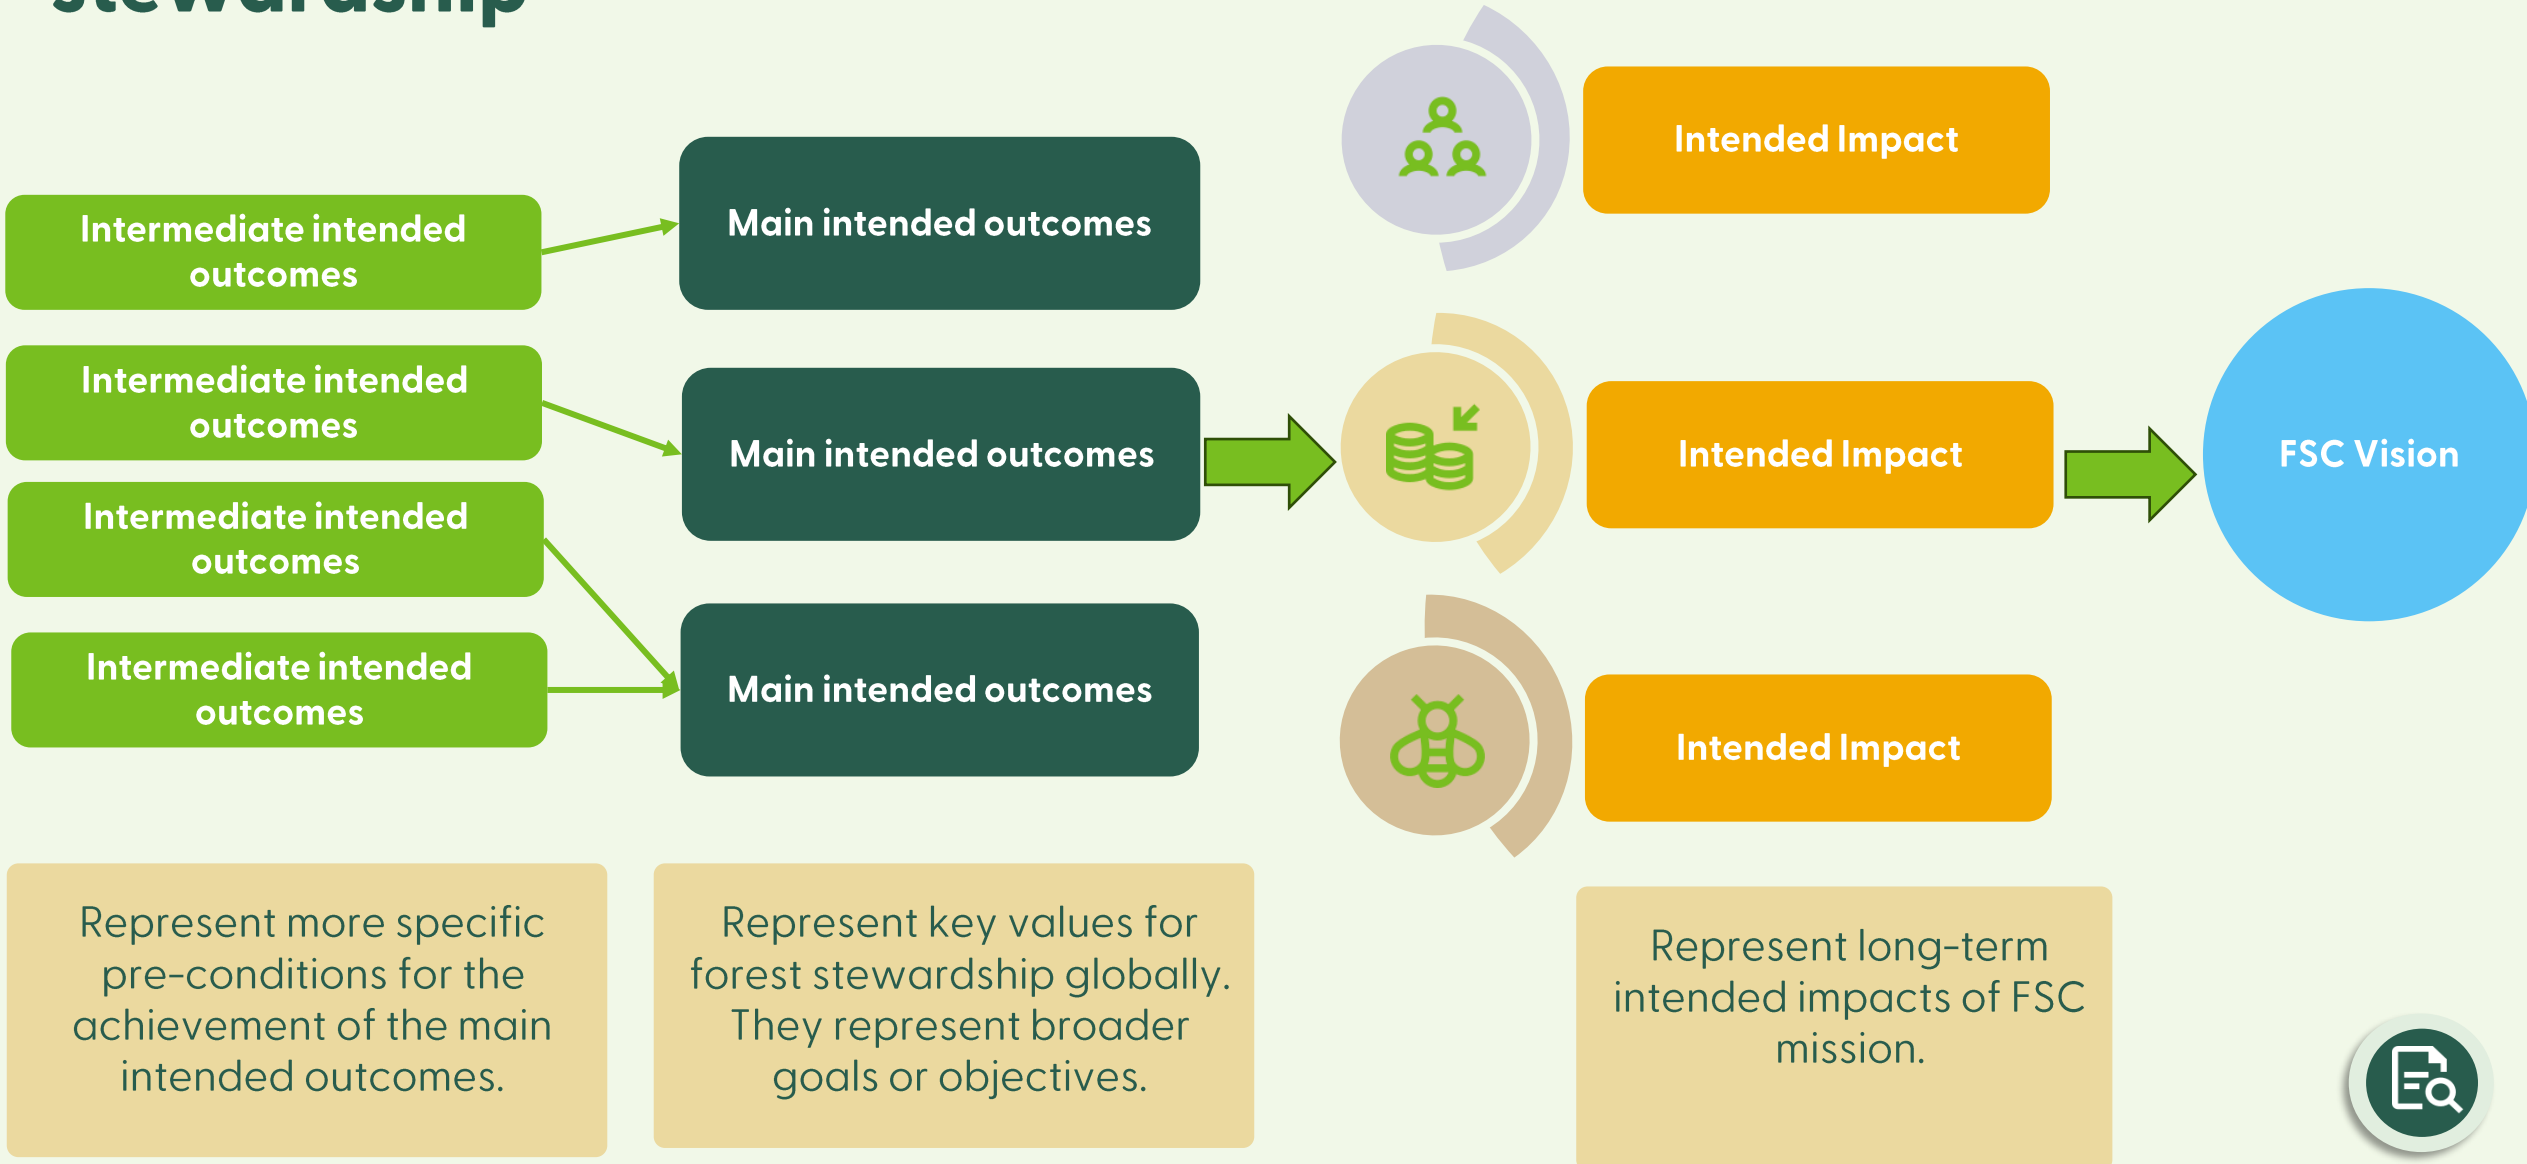 stewardship
Intermediate intended
outcomes
Intermediate intended
outcomes
Intermediate intended
outcomes
Intermediate intended
outcomes
Main intended outcomes
Main intended outcomes
Main intended outcomes
Intended Impact
Intended Impact
Intended Impact
FSC Vision
Represent more specific
pre-conditions for the
achievement of the main
intended outcomes.
Represent key values for
forest stewardship globally.
They represent broader
goals or objectives.
Represent long-term
intended impacts of FSC
mission.